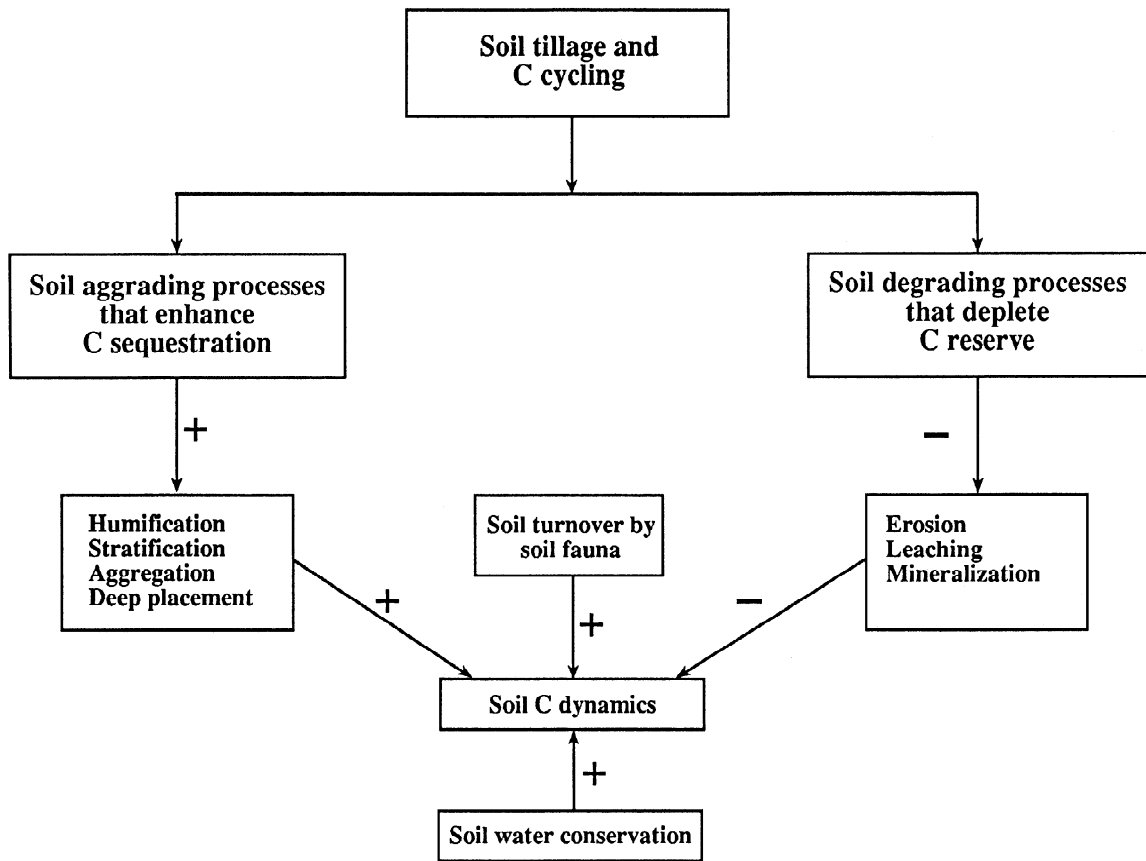 Soil tillage and
C cycling
Soil aggrading processes
that enhance
C sequestration
Soil degrading processes
that deplete
C reserve
+
−
Humification
Stratification
Aggregation
Deep placement
Soil turnover by
soil fauna
Erosion
Leaching
Mineralization
+
+
−
Soil C dynamics
+
Soil water conservation